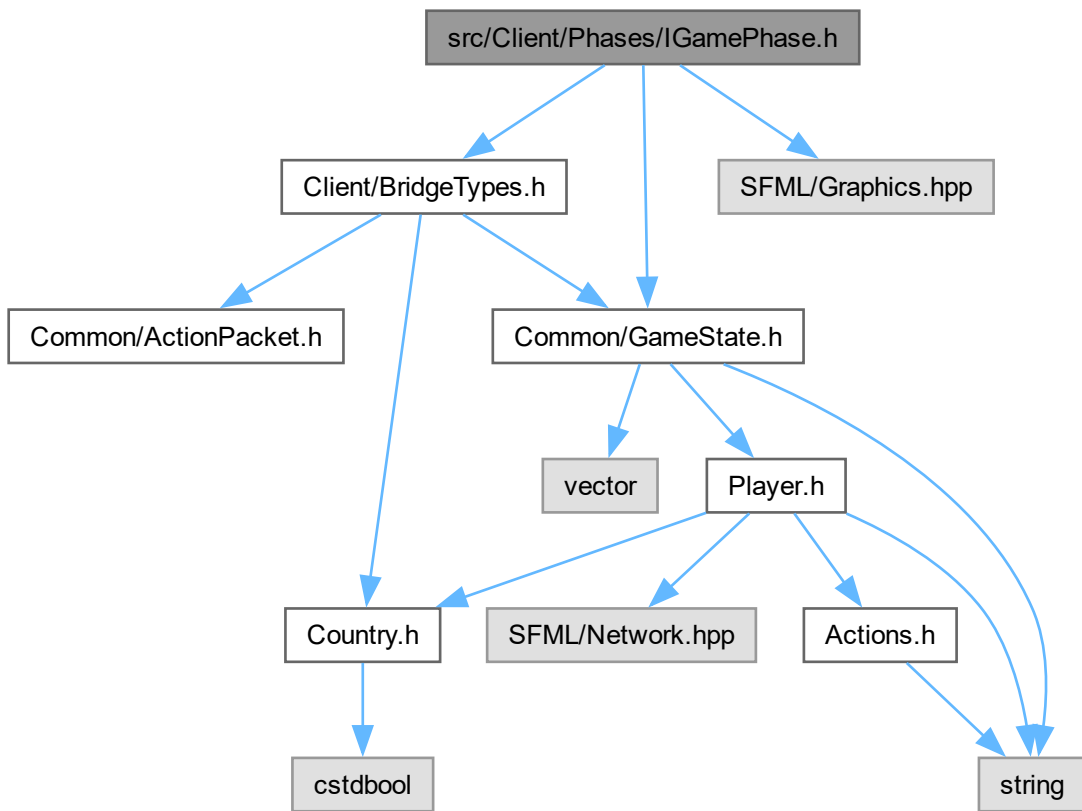 src/Client/Phases/IGamePhase.h
Client/BridgeTypes.h
SFML/Graphics.hpp
Common/ActionPacket.h
Common/GameState.h
vector
Player.h
Country.h
SFML/Network.hpp
Actions.h
cstdbool
string